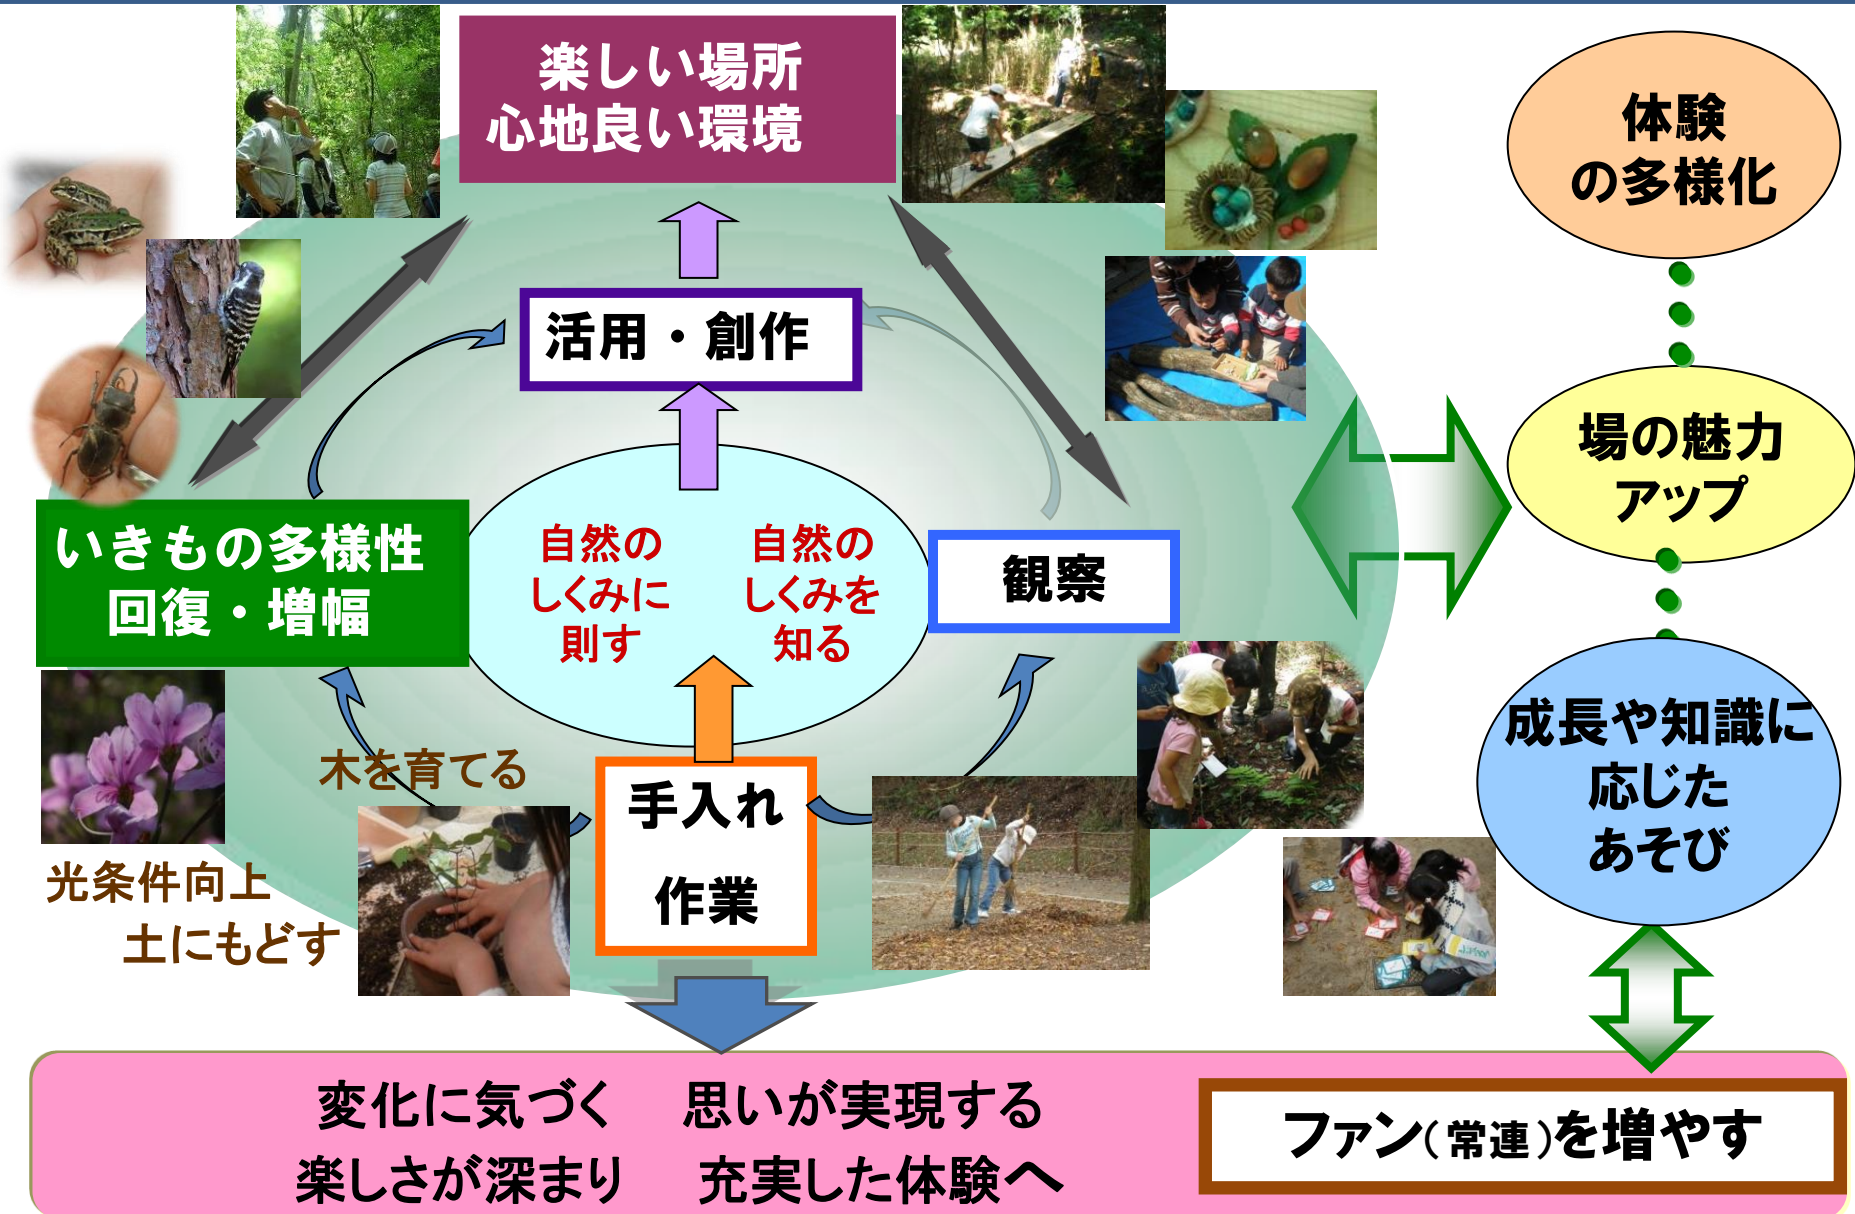 楽しい場所
心地良い環境
体験
の多様化
活用・創作
場の魅力
アップ
自然の
しくみに
則す
自然の
しくみを
知る
いきもの多様性
回復・増幅
観察
成長や知識に
応じた
あそび
木を育てる
手入れ
作業
光条件向上
土にもどす
変化に気づく 思いが実現する
楽しさが深まり 充実した体験へ
ファン(常連)を増やす